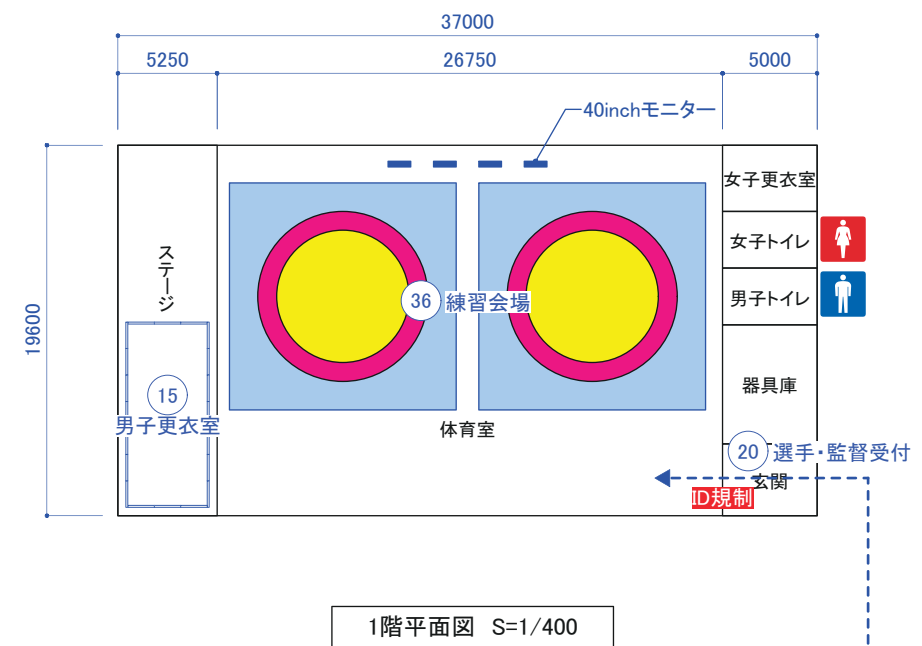 37000
5250
26750
5000
40inchモニター
19600
ステージ
女子更衣室
女子トイレ
男子トイレ
36
練習会場
器具庫
15
男子更衣室
体育室
20
選手・監督受付
玄関
ID規制
1階平面図 S=1/400